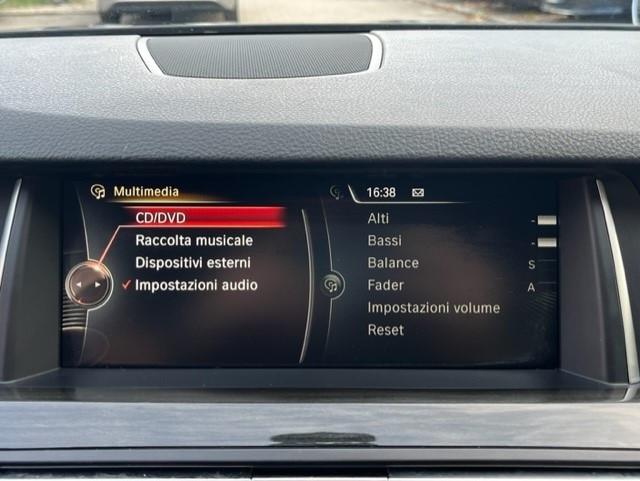 Multimedia
CD/DVD
Raccolta musicale
Dispositivi esterni
✓ Impostazioni audio
16:38
Alti -
Bassi -
Balance S
Fader A
Impostazioni volume
Reset